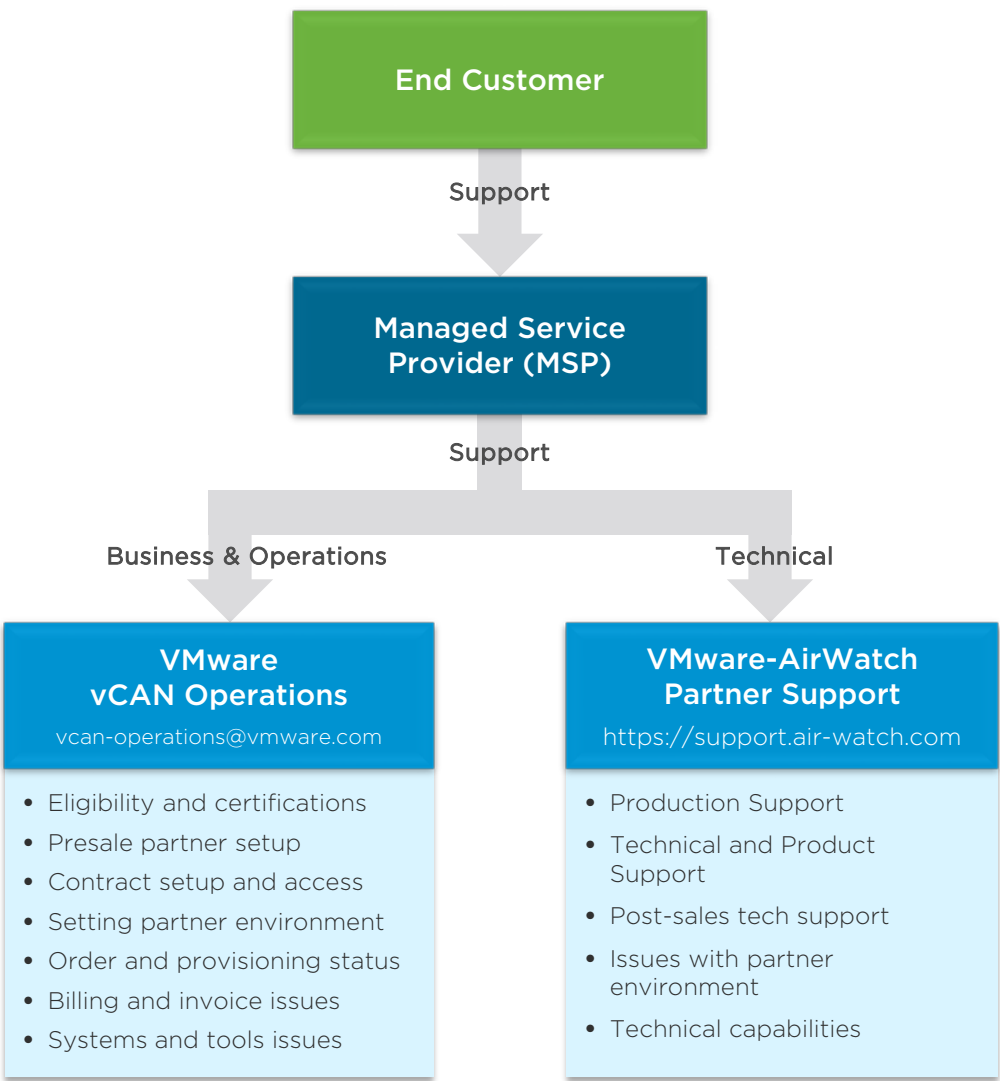 End Customer
Support
Managed Service
Provider (MSP)
Support
Business & Operations
Technical
VMware
vCAN Operations
vcan-operations@vmware.com
• Eligibility and certifications
• Presale partner setup
• Contract setup and access
• Setting partner environment
• Order and provisioning status
• Billing and invoice issues
• Systems and tools issues
VMware-AirWatch
Partner Support
https://support.air-watch.com
• Production Support
• Technical and Product
Support
• Post-sales tech support
• Issues with partner
environment
• Technical capabilities